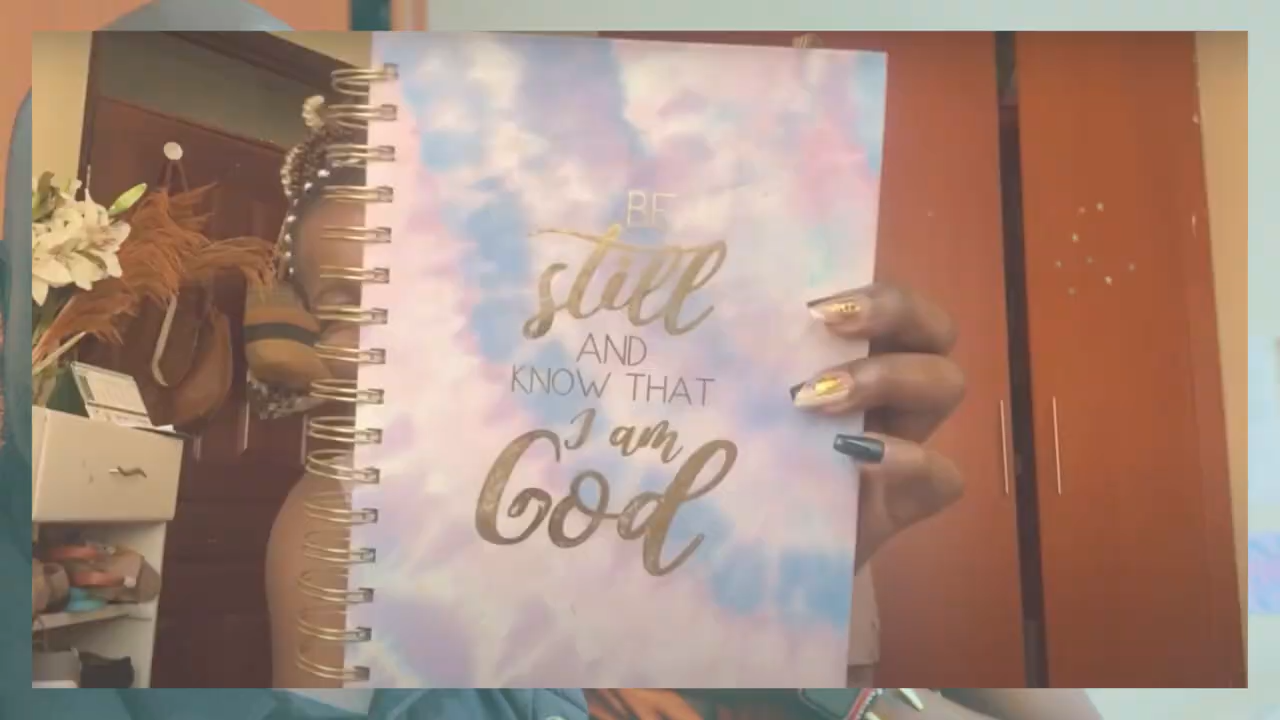 BE
still
AND
KNOW THAT
I am
God